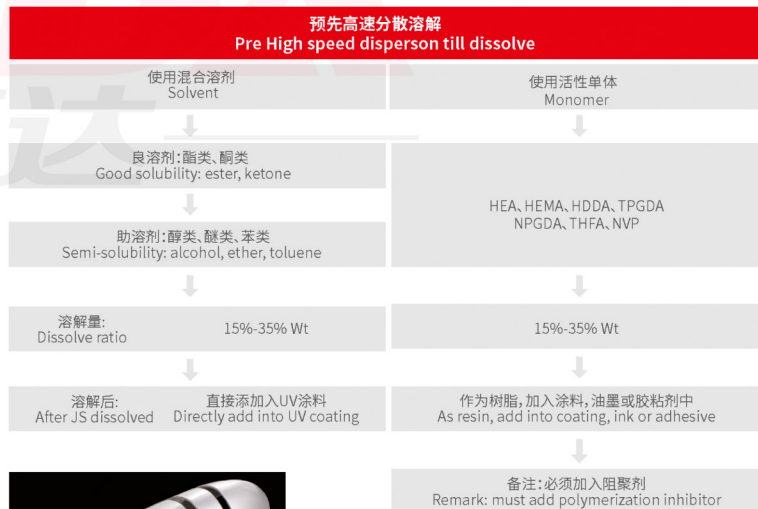 预先高速分散溶解
Pre High speed disperson till dissolve
使用混合溶剂
Solvent
良溶剂:酯类、酮类
Good solubility: ester, ketone
助溶剂:醇类、醚类、苯类
Semi-solubility: alcohol, ether, toluene
溶解量:
Dissolve ratio
15%-35% Wt
溶解后:
After JS dissolved
直接添加入UV涂料
Directly add into UV coating
使用活性单体
Monomer
HEA、HEMA、HDDA、TPGDA
NPGDA、THFA、NVP
15%-35% Wt
作为树脂,加入涂料,油墨或胶粘剂中
As resin, add into coating, ink or adhesive
备注:必须加入阻聚剂
Remark: must add polymerization inhibitor